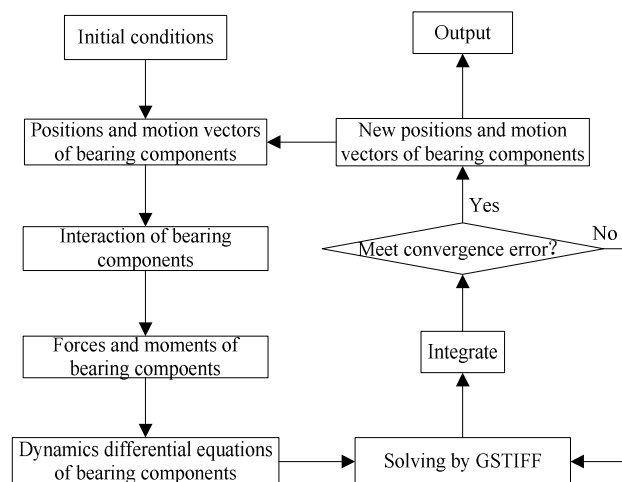 Initial conditions
Positions and motion vectors
of bearing components
Interaction of bearing
components
Forces and moments of
bearing compoents
Dynamics differential equations
of bearing components
Solving by GSTIFF
Integrate
Meet convergence error?
Yes
No
New positions and motion
vectors of bearing components
Output